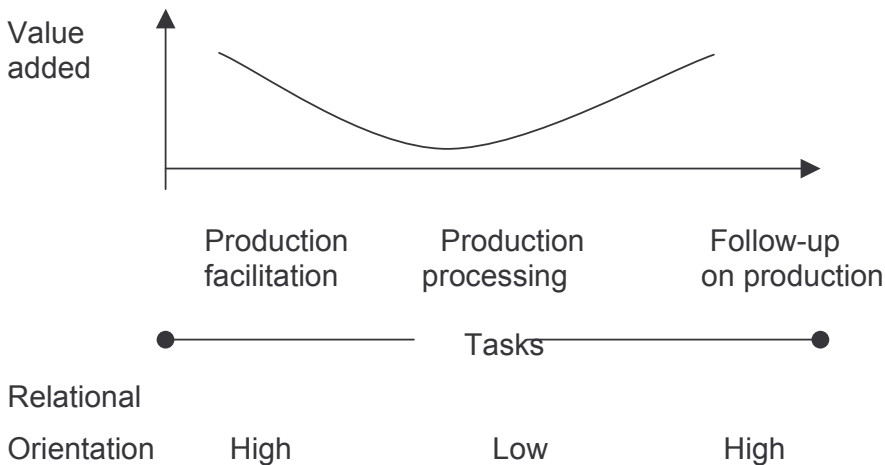 Value
added
Production Production Follow-up
facilitation processing on production
Tasks
Relational
Orientation High Low High